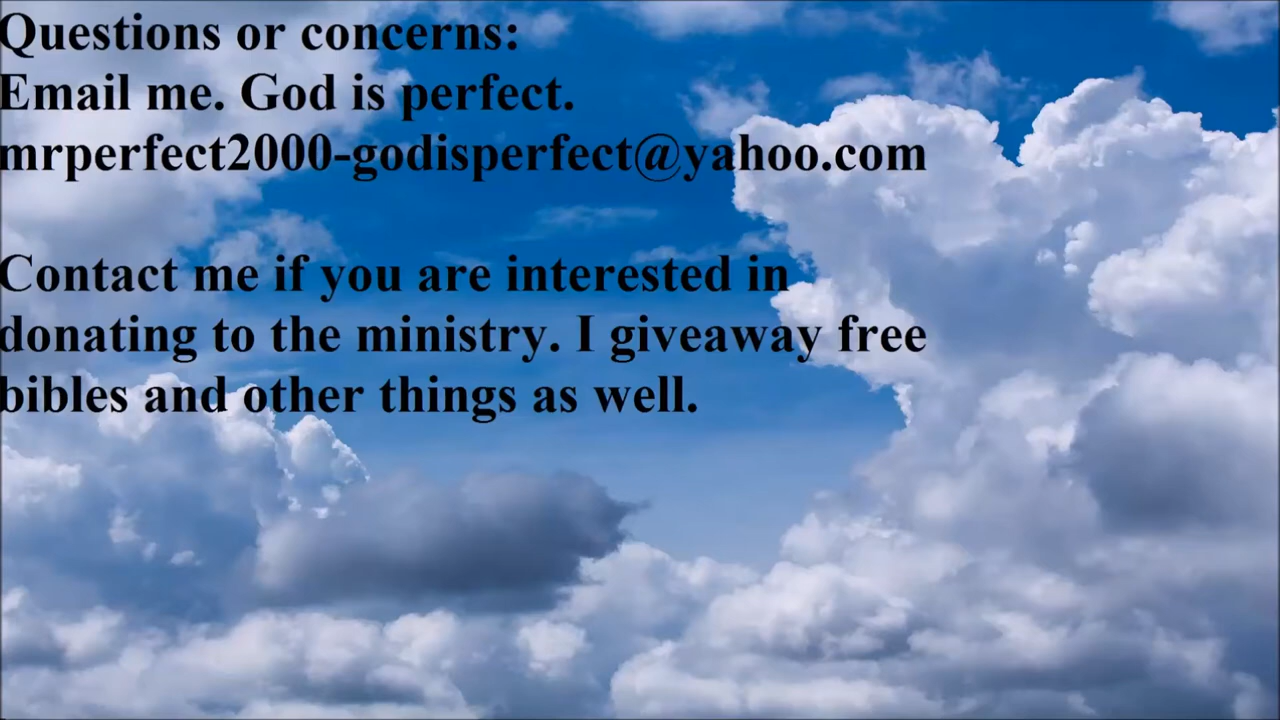 Questions or concerns:
Email me. God is perfect.
mrperfect2000-godisperfect@yahoo.com
Contact me if you are interested in
donating to the ministry. I giveaway free
bibles and other things as well.